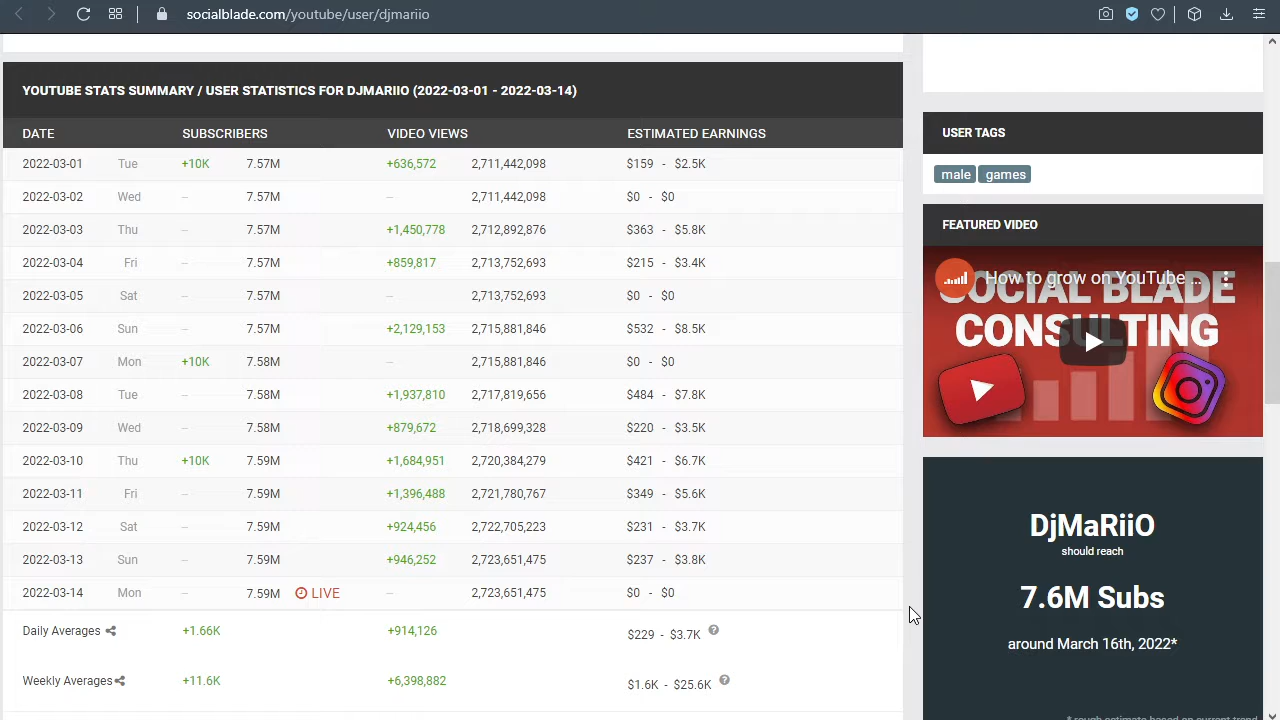 socialblade.com/youtube/user/djmariio
YOUTUBE STATS SUMMARY / USER STATISTICS FOR DJMARIIO (2022-03-01 - 2022-03-14)
DATE SUBSCRIBERS VIDEO VIEWS ESTIMATED EARNINGS
2022-03-01 Tue +10K 7.57M +636,572 2,711,442,098 $159 - $2.5K
2022-03-02 Wed -- 7.57M -- 2,711,442,098 $0 - $0
2022-03-03 Thu -- 7.57M +1,450,778 2,712,892,876 $363 - $5.8K
2022-03-04 Fri -- 7.57M +859,817 2,713,752,693 $215 - $3.4K
2022-03-05 Sat -- 7.57M -- 2,713,752,693 $0 - $0
2022-03-06 Sun -- 7.57M +2,129,153 2,715,881,846 $532 - $8.5K
2022-03-07 Mon +10K 7.58M -- 2,715,881,846 $0 - $0
2022-03-08 Tue -- 7.58M +1,937,810 2,717,819,656 $484 - $7.8K
2022-03-09 Wed -- 7.58M +879,672 2,718,699,328 $220 - $3.5K
2022-03-10 Thu +10K 7.59M +1,684,951 2,720,384,279 $421 - $6.7K
2022-03-11 Fri -- 7.59M +1,396,488 2,721,780,767 $349 - $5.6K
2022-03-12 Sat -- 7.59M +924,456 2,722,705,223 $231 - $3.7K
2022-03-13 Sun -- 7.59M +946,252 2,723,651,475 $237 - $3.8K
2022-03-14 Mon -- 7.59M LIVE -- 2,723,651,475 $0 - $0
Daily Averages +1.66K +914,126 $229 - $3.7K
Weekly Averages +11.6K +6,398,882 $1.6K - $25.6K
USER TAGS
male games
FEATURED VIDEO
How to grow on YouTube ...
SOCIAL BLADE
CONSULTING
DjMaRiiO
should reach
7.6M Subs
around March 16th, 2022*
* rough estimate based on current trend